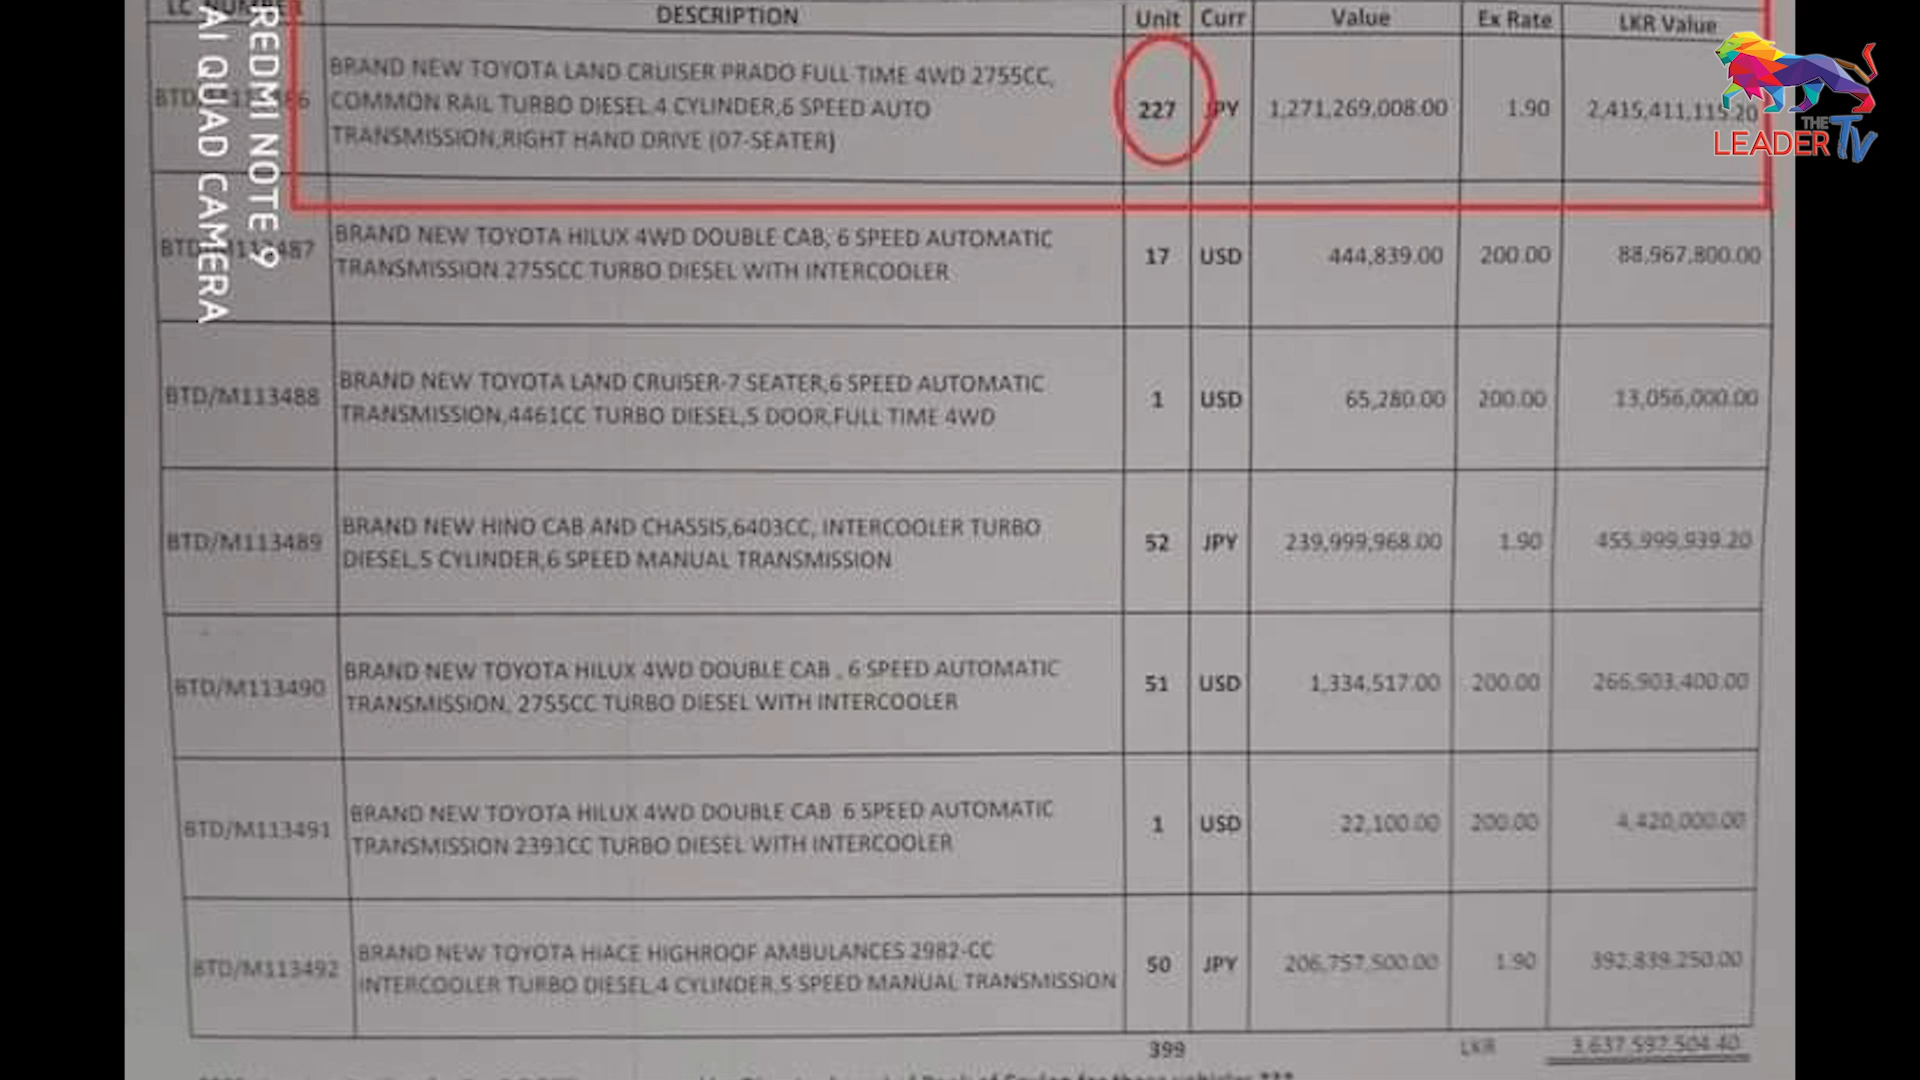 LC NUMBER DESCRIPTION Unit Curr Value Ex Rate LKR Value
BRAND NEW TOYOTA LAND CRUISER PRADO FULL TIME 4WD 2755CC,
COMMON RAIL TURBO DIESEL.4 CYLINDER,6 SPEED AUTO
TRANSMISSION,RIGHT HAND DRIVE (07-SEATER)
227 JPY 1,271,269,008.00 1.90 2,415,411,115.20
BTD/M113487
BRAND NEW TOYOTA HILUX 4WD DOUBLE CAB, 6 SPEED AUTOMATIC
TRANSMISSION 2755CC TURBO DIESEL WITH INTERCOOLER
17 USD 444,839.00 200.00 88,967,800.00
BTD/M113488
BRAND NEW TOYOTA LAND CRUISER-7 SEATER,6 SPEED AUTOMATIC
TRANSMISSION,4461CC TURBO DIESEL,5 DOOR,FULL TIME 4WD
1 USD 65,280.00 200.00 13,056,000.00
BTD/M113489
BRAND NEW HINO CAB AND CHASSIS,6403CC, INTERCOOLER TURBO
DIESEL,5 CYLINDER,6 SPEED MANUAL TRANSMISSION
52 JPY 239,999,968.00 1.90 455,999,939.20
BTD/M113490
BRAND NEW TOYOTA HILUX 4WD DOUBLE CAB , 6 SPEED AUTOMATIC
TRANSMISSION, 2755CC TURBO DIESEL WITH INTERCOOLER
51 USD 1,334,517.00 200.00 266,903,400.00
BTD/M113491
BRAND NEW TOYOTA HILUX 4WD DOUBLE CAB 6 SPEED AUTOMATIC
TRANSMISSION 2393CC TURBO DIESEL WITH INTERCOOLER
1 USD 22,100.00 200.00 4,420,000.00
BTD/M113492
BRAND NEW TOYOTA HIACE HIGHROOF AMBULANCES 2982-CC
INTERCOOLER TURBO DIESEL,4 CYLINDER,5 SPEED MANUAL TRANSMISSION
50 JPY 206,757,500.00 1.90 392,839,250.00
399 LKR 3,637,597,504.40
REDMI NOTE 9
AI QUAD CAMERA
THE
LEADER TV